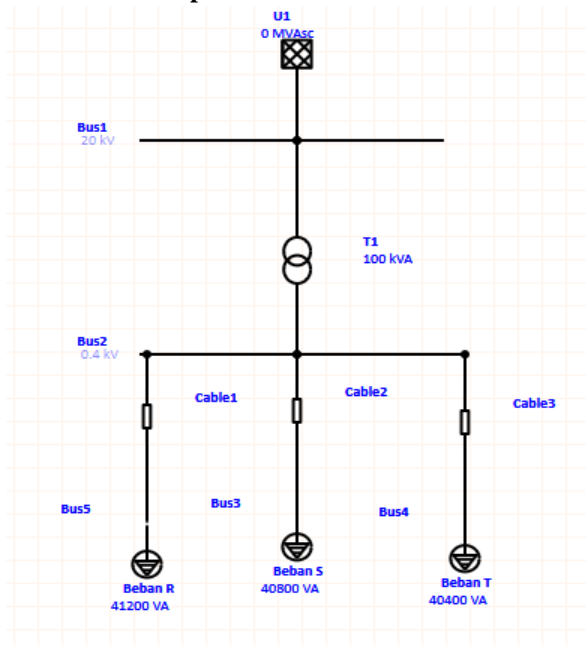 U1
0 MVAsc
Bus1
20 kV
T1
100 kVA
Bus2
0.4 kV
Cable1
Cable2
Cable3
Bus5
Bus3
Bus4
Beban R
41200 VA
Beban S
40800 VA
Beban T
40400 VA